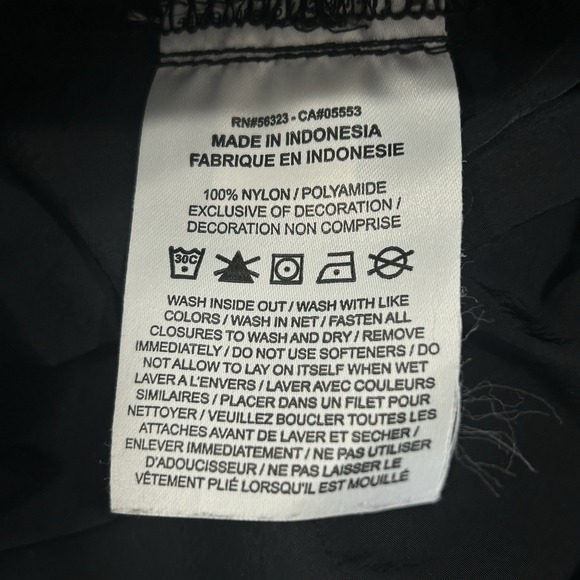 RN#56323 - CA#05553
MADE IN INDONESIA
FABRIQUE EN INDONESIE
100% NYLON / POLYAMIDE
EXCLUSIVE OF DECORATION /
DECORATION NON COMPRISE
30C
WASH INSIDE OUT / WASH WITH LIKE
COLORS / WASH IN NET / FASTEN ALL
CLOSURES TO WASH AND DRY / REMOVE
IMMEDIATELY / DO NOT USE SOFTENERS / DO
NOT ALLOW TO LAY ON ITSELF WHEN WET
LAVER A L'ENVERS / LAVER AVEC COULEURS
SIMILAIRES / PLACER DANS UN FILET POUR
NETTOYER / VEUILLEZ BOUCLER TOUTES LES
ATTACHES AVANT DE LAVER ET SECHER /
ENLEVER IMMEDIATEMENT / NE PAS UTILISER
D'ADOUCISSEUR / NE PAS LAISSER LE
VÊTEMENT PLIÉ LORSQU'IL EST MOUILLÉ